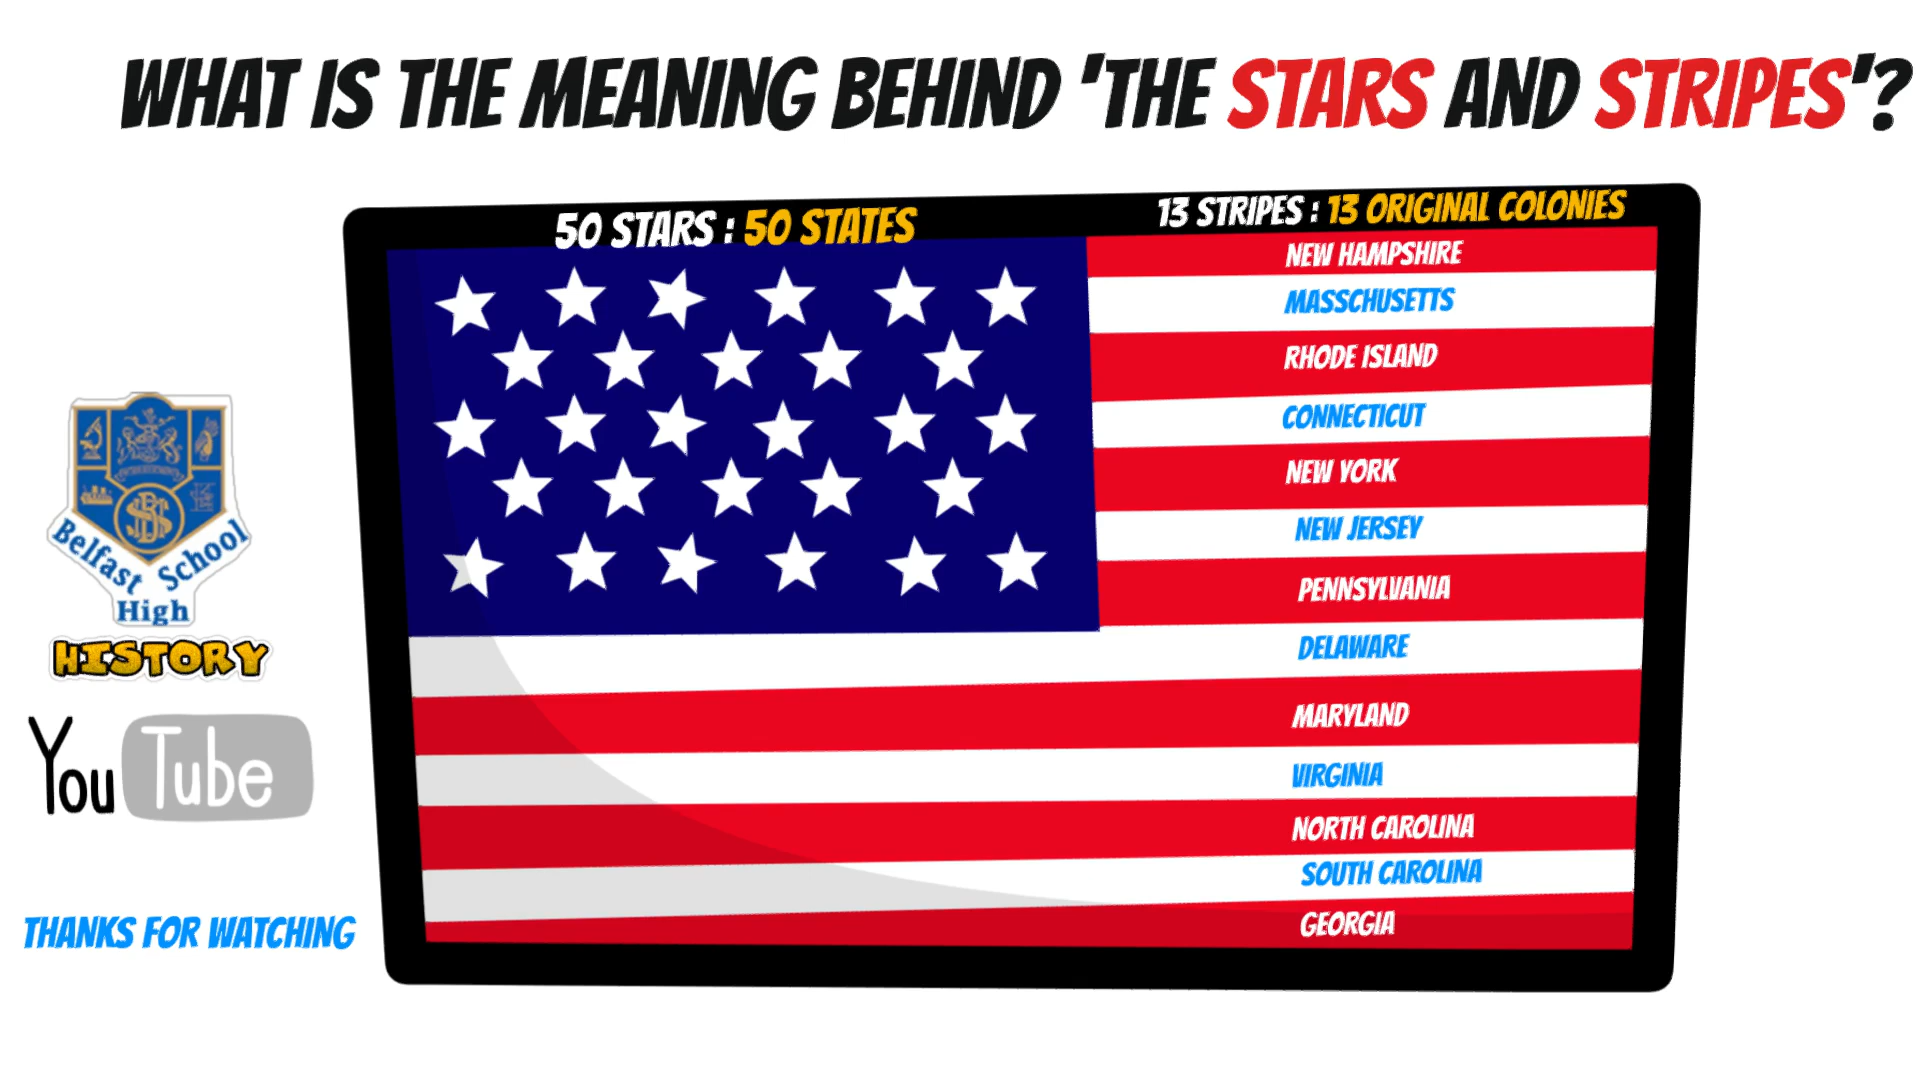 WHAT IS THE MEANING BEHIND 'THE STARS AND STRIPES'?
50 STARS : 50 STATES
13 STRIPES : 13 ORIGINAL COLONIES
NEW HAMPSHIRE
MASSCHUSETTS
RHODE ISLAND
CONNECTICUT
NEW YORK
NEW JERSEY
PENNSYLVANIA
DELAWARE
MARYLAND
VIRGINIA
NORTH CAROLINA
SOUTH CAROLINA
GEORGIA
BHS
Belfast School
High
HISTORY
YouTube
THANKS FOR WATCHING